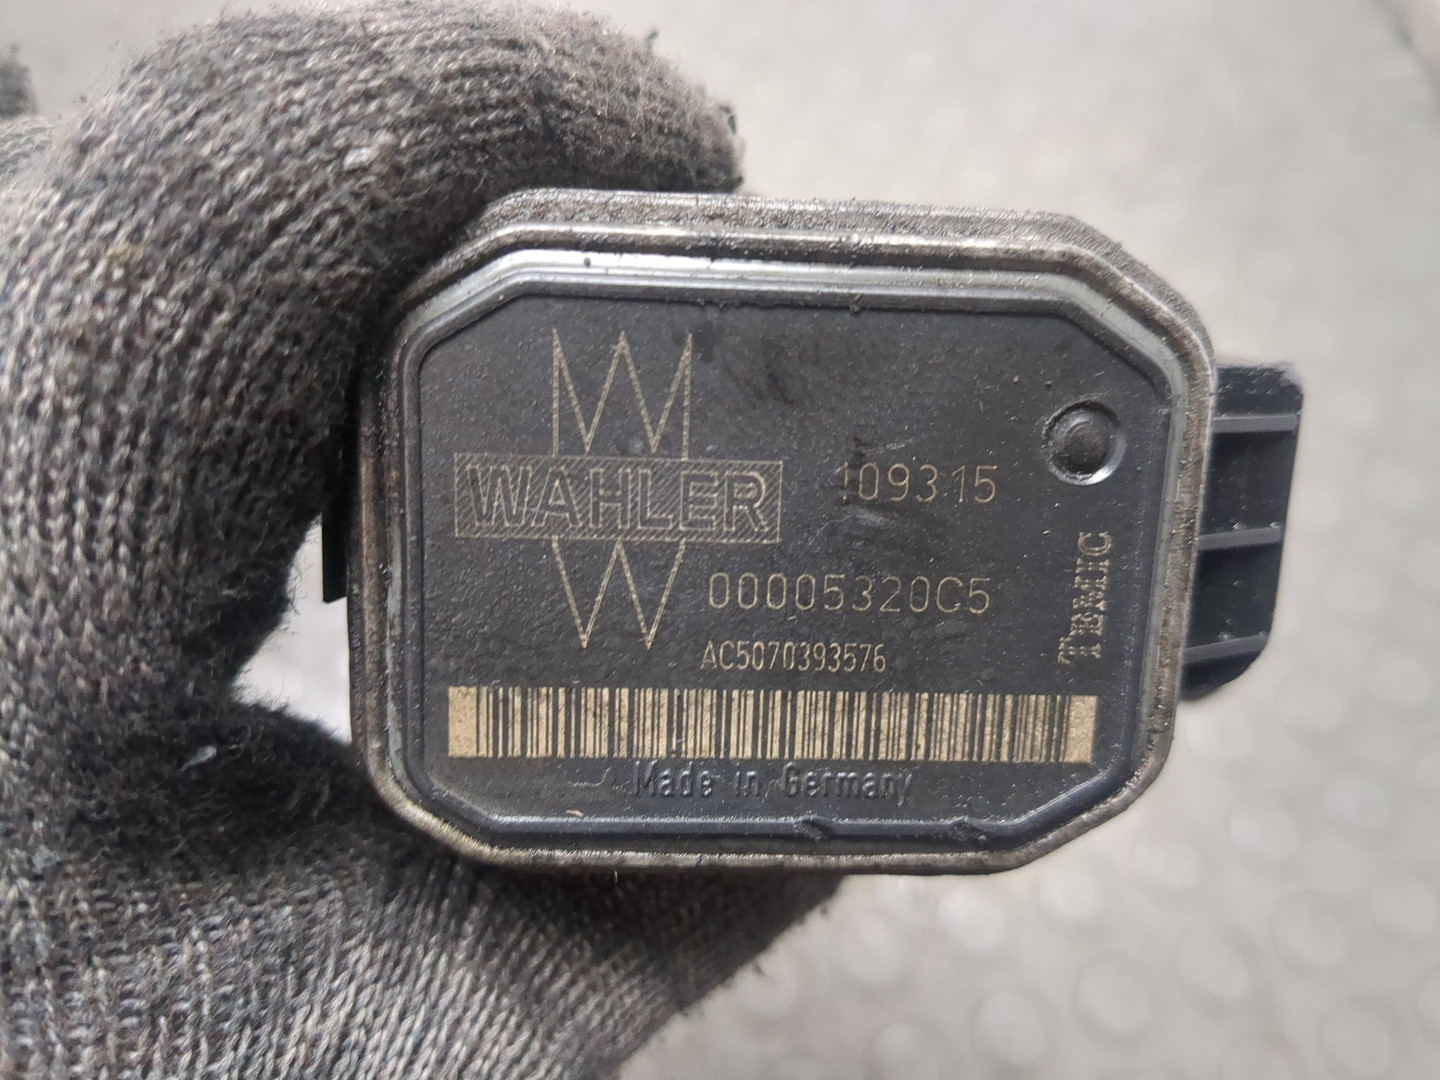 WAHLER
109315
00005320C5
AC5070393576
TEMIC
Made in Germany